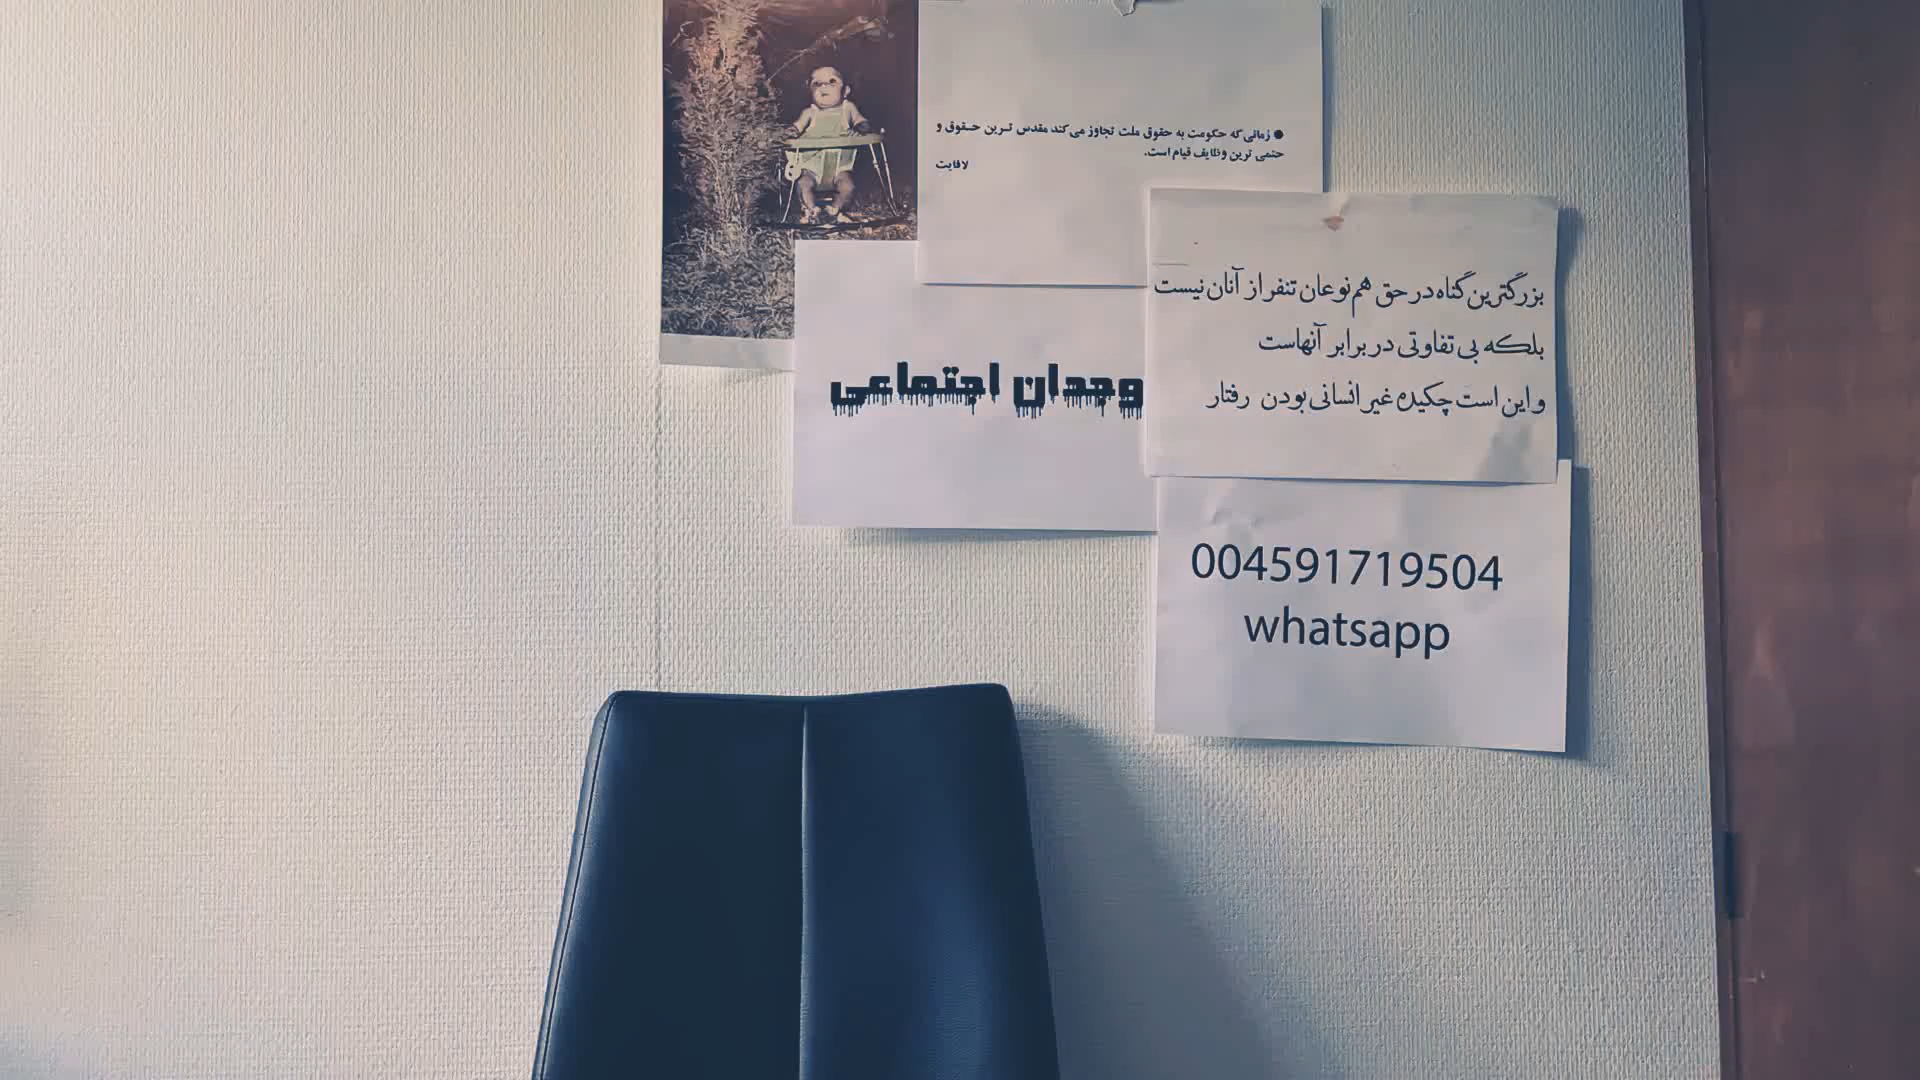 ● زمانی‌که حکومت به حقوق ملت تجاوز می‌کند مقدس تـرین حـقوق و
حتمی ترین وظایف قیام است.
لافایت
بزرگترین گناه در حق هم نوعان تنفر از آنان نیست
بلکه بی تفاوتی در برابر آنهاست
و این است چکیده غیر انسانی بودن رفتار
وجدان اجتماعی
004591719504
whatsapp